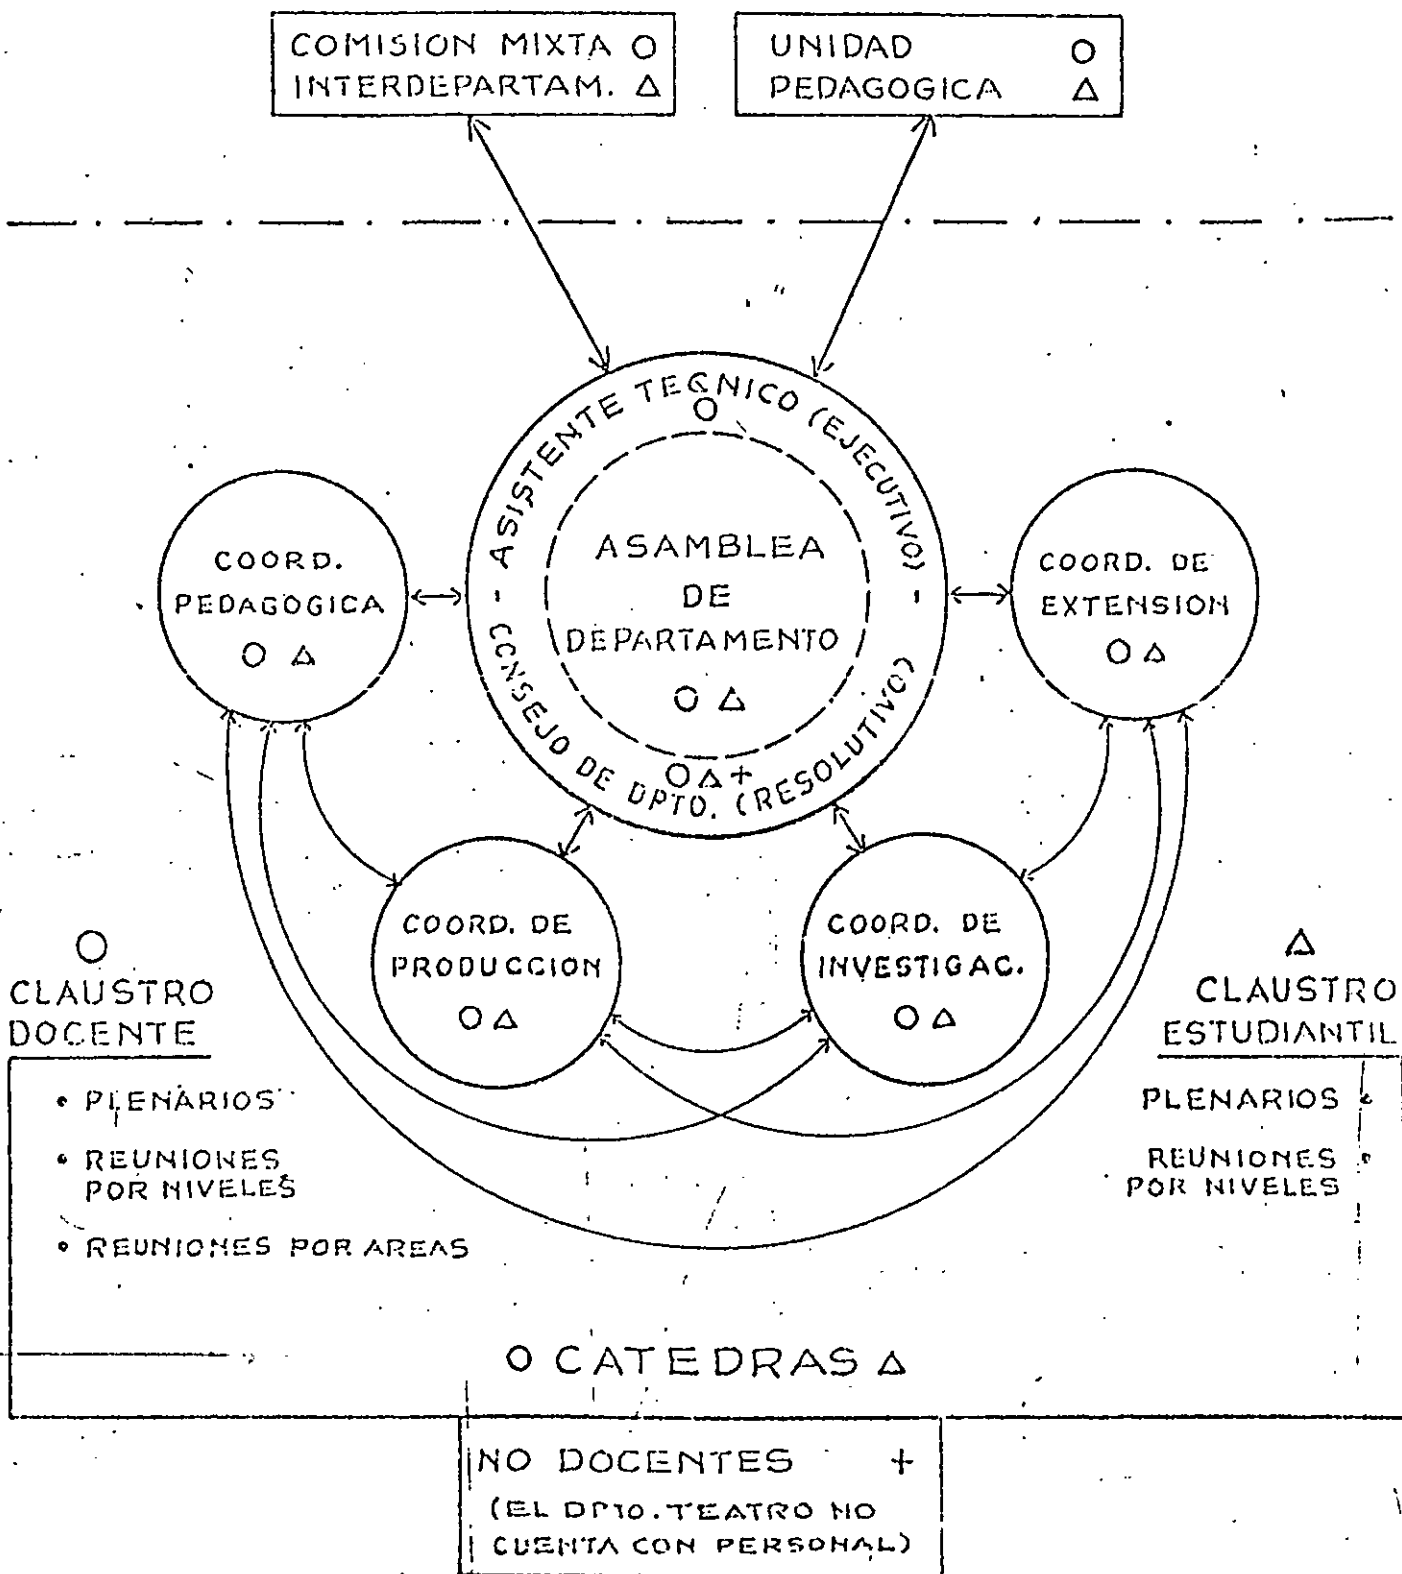 COMISION MIXTA ○
INTERDEPARTAM. △
UNIDAD ○
PEDAGOGICA △
- ASISTENTE TECNICO (EJECUTIVO) -
○
ASAMBLEA
DE
DEPARTAMENTO
○ △
○△+
CONSEJO DE DPTO. (RESOLUTIVO)
COORD.
PEDAGOGICA
○ △
COORD. DE
EXTENSION
○ △
COORD. DE
PRODUCCION
○ △
COORD. DE
INVESTIGAC.
○ △
○
CLAUSTRO
DOCENTE
• PLENARIOS
• REUNIONES
POR NIVELES
• REUNIONES POR AREAS
△
CLAUSTRO
ESTUDIANTIL
PLENARIOS •
REUNIONES •
POR NIVELES
○ CATEDRAS △
NO DOCENTES +
(EL DPTO. TEATRO NO
CUENTA CON PERSONAL)